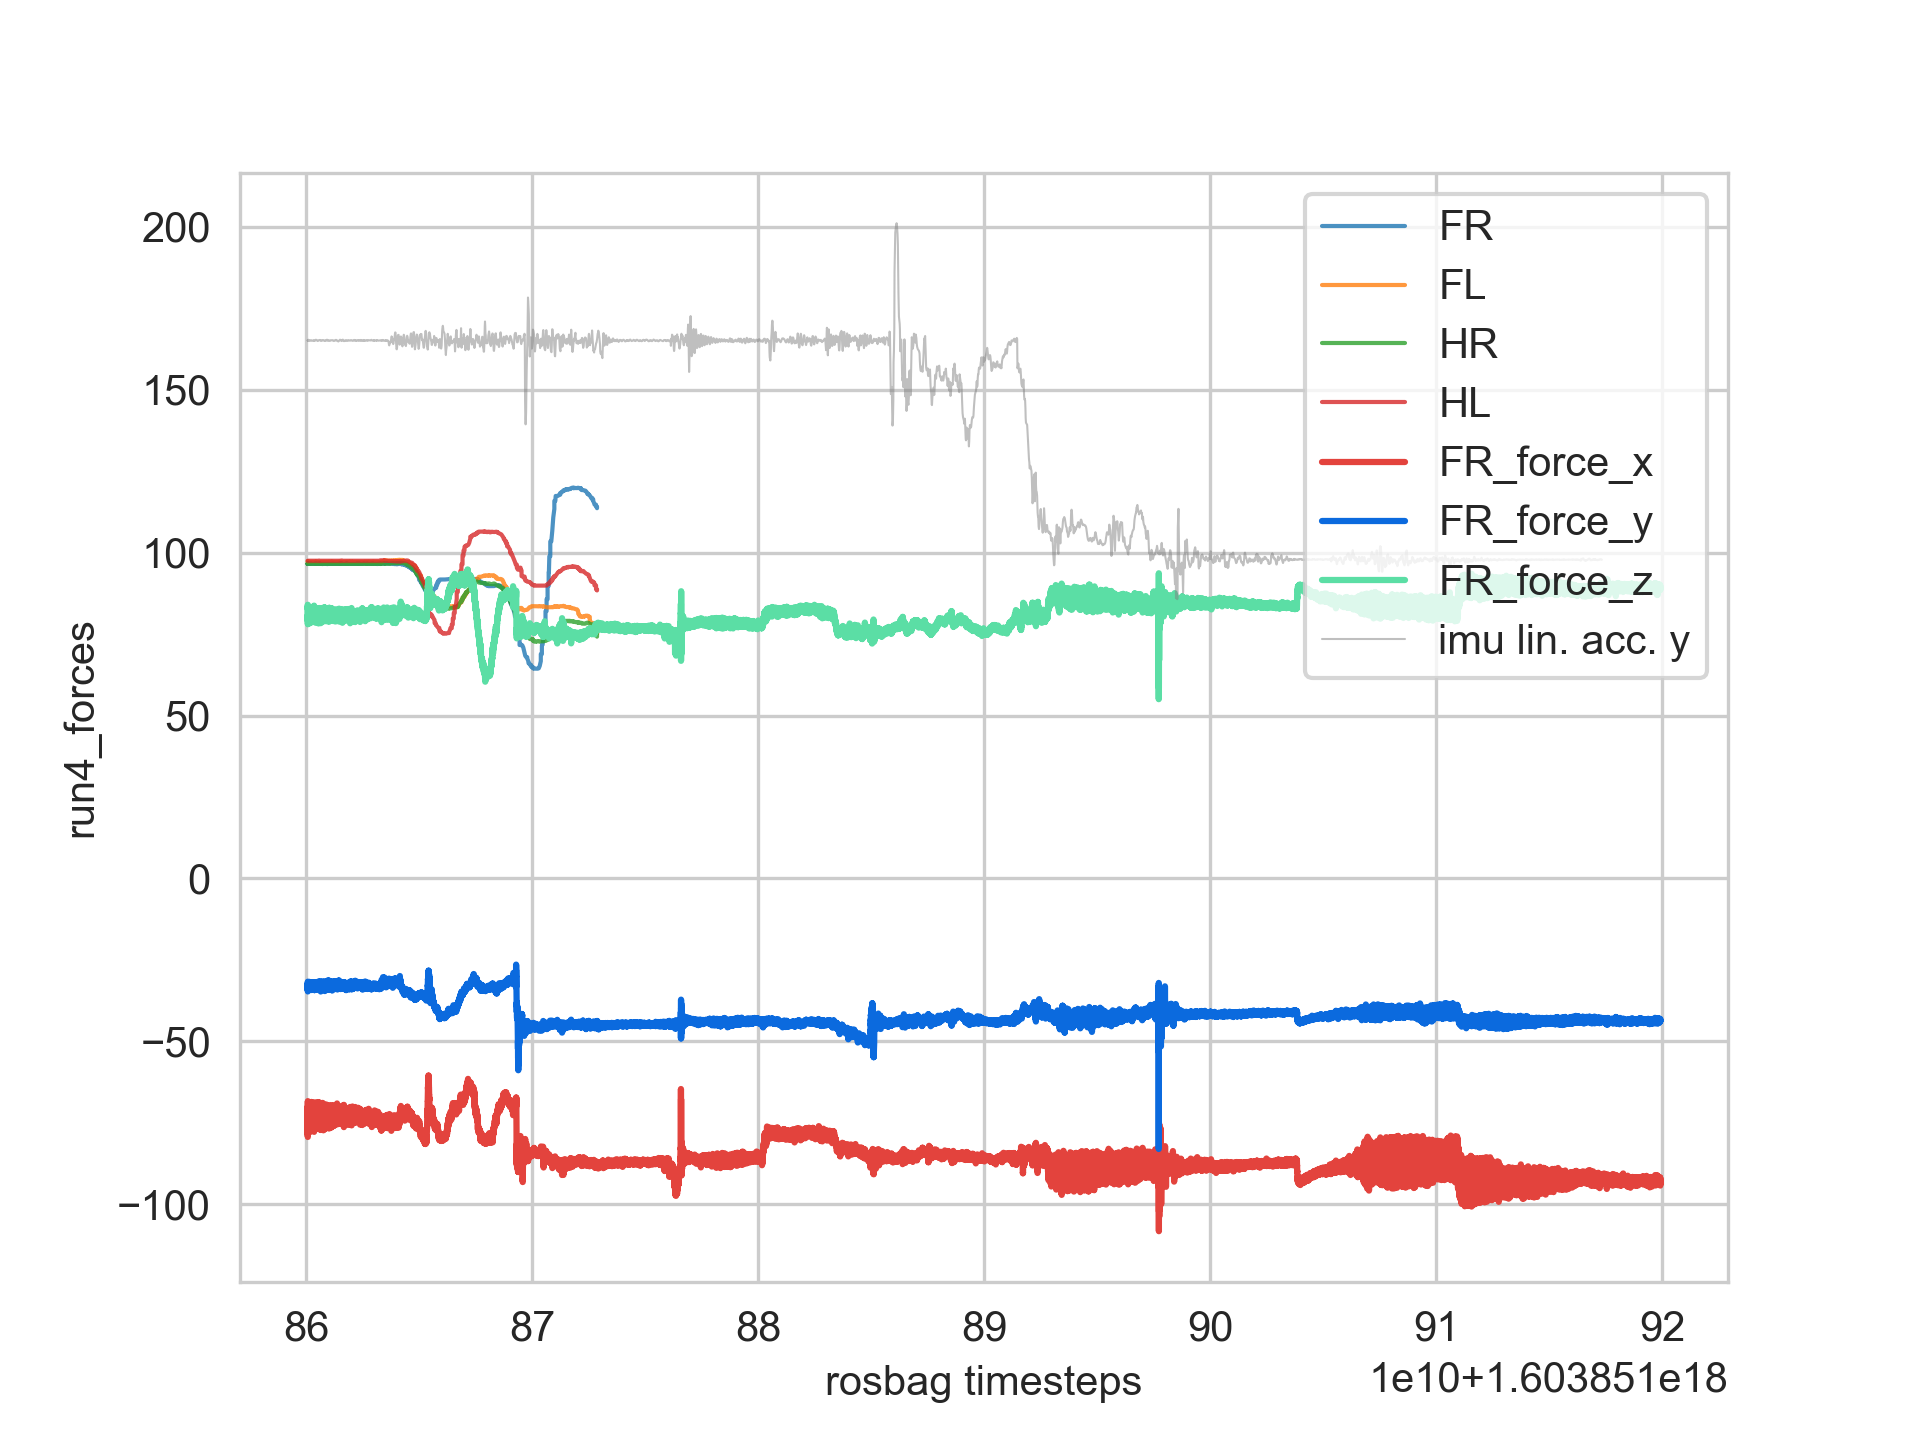 200
150
100
50
0
−50
−100
run4_forces
FR
FL
HR
HL
FR_force_x
FR_force_y
FR_force_z
imu lin. acc. y
86 87 88 89 90 91 92
rosbag timesteps
1e10+1.603851e18